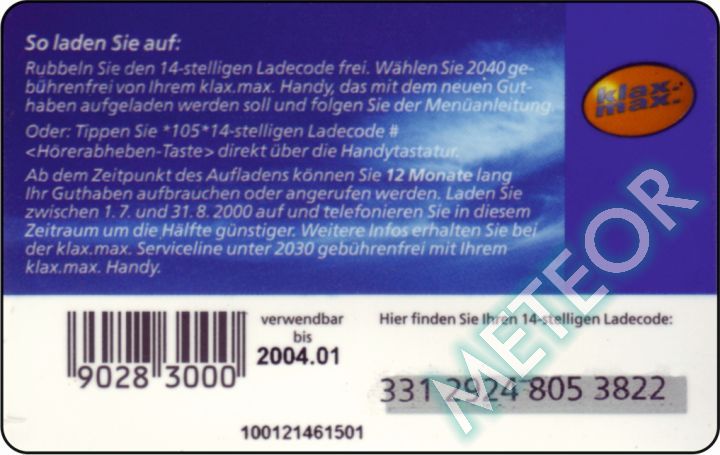 So laden Sie auf:
Rubbeln Sie den 14-stelligen Ladecode frei. Wählen Sie 2040 ge-
bührenfrei von Ihrem klax.max. Handy, das mit dem neuen Gut-
haben aufgeladen werden soll und folgen Sie der Menüanleitung.
Oder: Tippen Sie *105*14-stelligen Ladecode #
<Hörerabheben-Taste> direkt über die Handytastatur.
Ab dem Zeitpunkt des Aufladens können Sie 12 Monate lang
Ihr Guthaben aufbrauchen oder angerufen werden. Laden Sie
zwischen 1.7. und 31.8. 2000 auf und telefonieren Sie in diesem
Zeitraum um die Hälfte günstiger. Weitere Infos erhalten Sie bei
der klax.max. Serviceline unter 2030 gebührenfrei mit Ihrem
klax.max. Handy.
klax.
max.
METEOR
9028 3000
verwendbar
bis
2004.01
Hier finden Sie Ihren 14-stelligen Ladecode:
331 2924 805 3822
100121461501